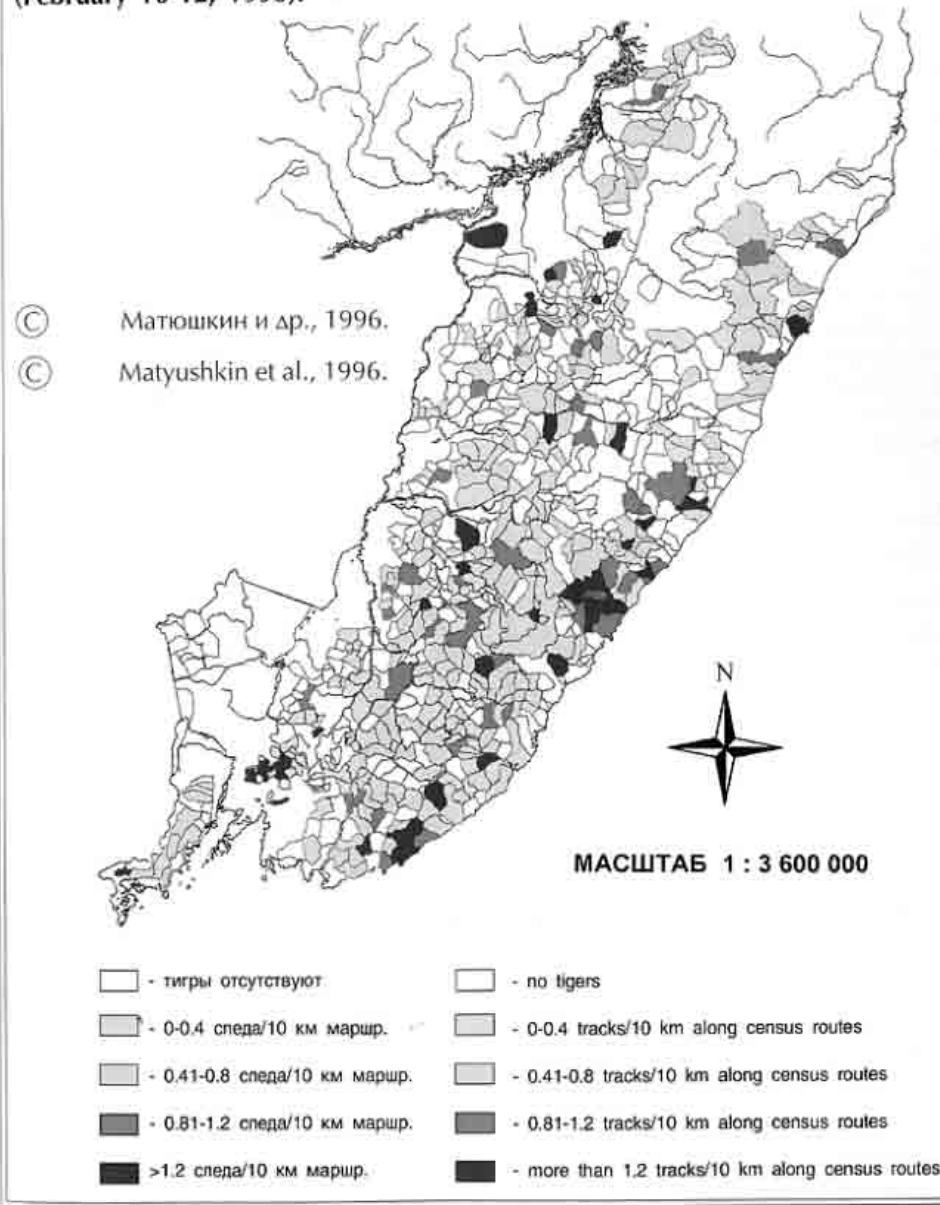 (February 10-12, 1996).
© Матюшкин и др., 1996.
© Matyushkin et al., 1996.
N
МАСШТАБ 1 : 3 600 000
- тигры отсутствуют
- 0-0.4 следа/10 км маршр.
- 0.41-0.8 следа/10 км маршр.
- 0.81-1.2 следа/10 км маршр.
>1.2 следа/10 км маршр.
- no tigers
- 0-0.4 tracks/10 km along census routes
- 0.41-0.8 tracks/10 km along census routes
- 0.81-1.2 tracks/10 km along census routes
- more than 1.2 tracks/10 km along census routes